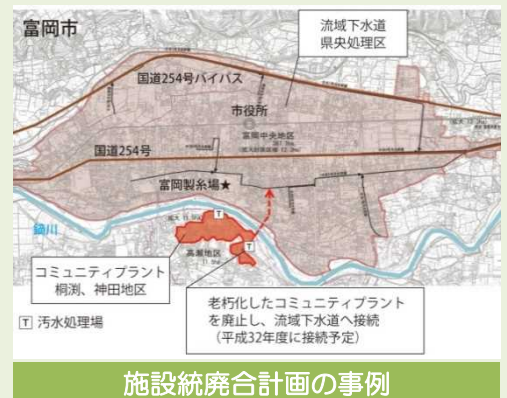 富岡市
流域下水道
県央処理区
国道254号バイパス
市役所
富岡中央地区
国道254号
富岡製糸場★
鏑川
T
T
高瀬地区
コミュニティプラント
桐渕、神田地区
老朽化したコミュニティプラント
を廃止し、流域下水道へ接続
(平成32年度に接続予定)
T 汚水処理場
施設統廃合計画の事例